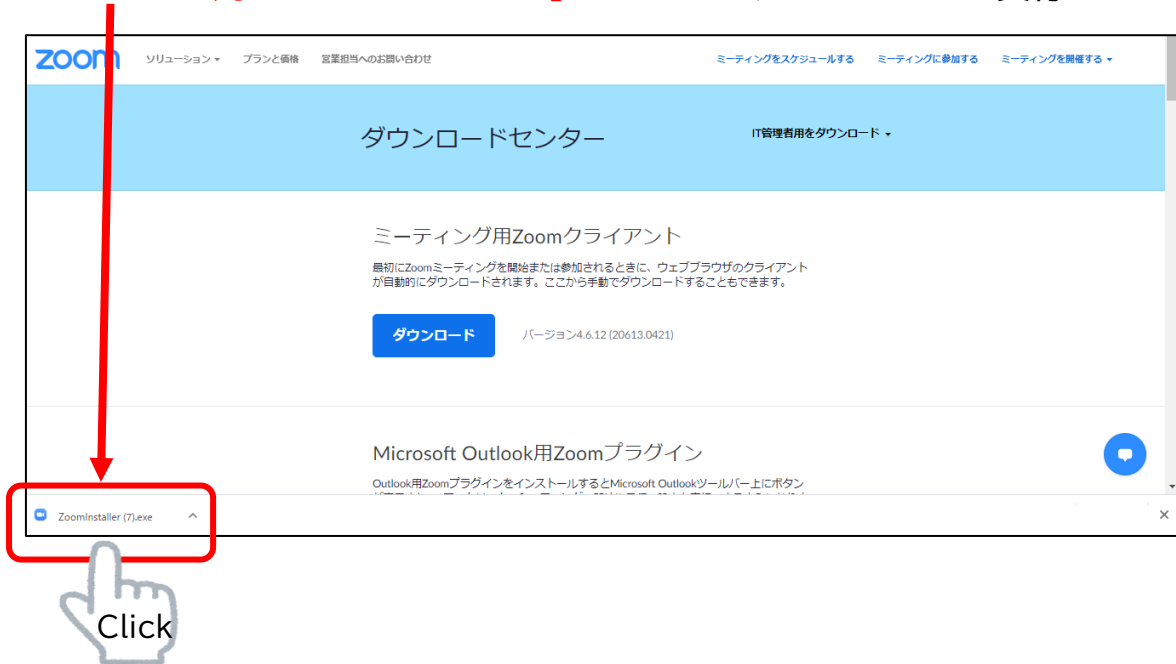 zoom ソリューション プランと価格 営業担当へのお問い合わせ ミーティングをスケジュールする ミーティングに参加する ミーティングを開催する
ダウンロードセンター IT管理者用をダウンロード
ミーティング用Zoomクライアント
最初にZoomミーティングを開始または参加されるときに、ウェブブラウザのクライアント
が自動的にダウンロードされます。ここから手動でダウンロードすることもできます。
ダウンロード バージョン4.6.12 (20613.0421)
Microsoft Outlook用Zoomプラグイン
Outlook用ZoomプラグインをインストールするとMicrosoft Outlookツールバー上にボタン
ZoomInstaller (7).exe
Click